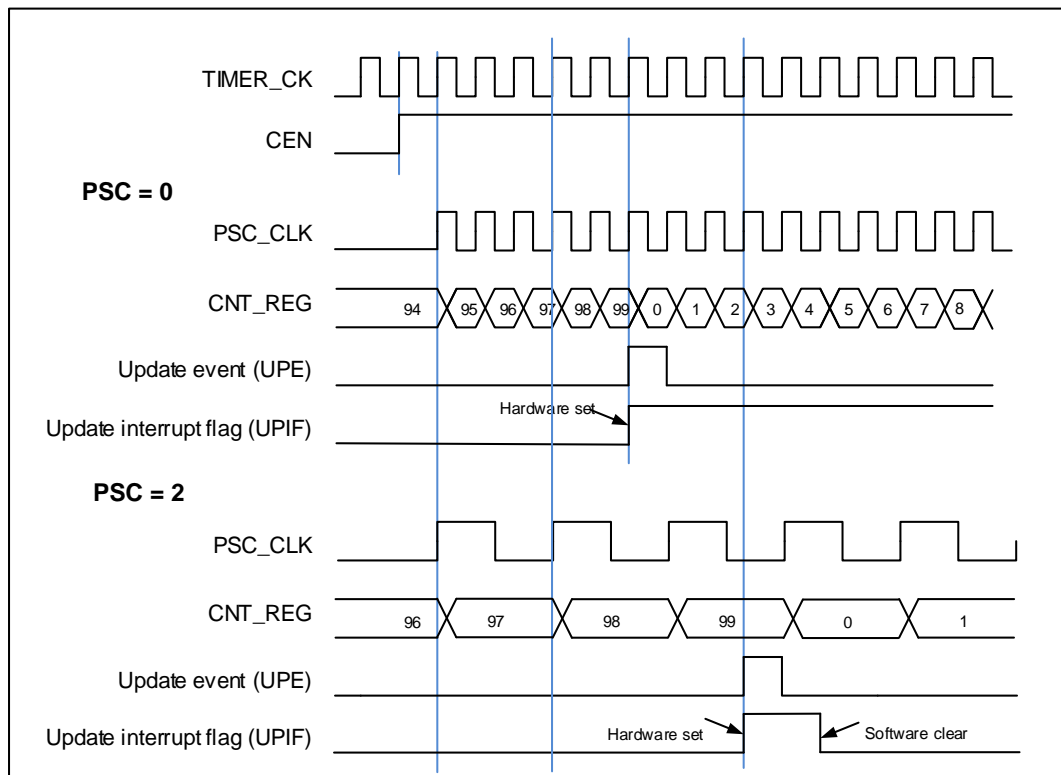 TIMER_CK
CEN
PSC = 0
PSC_CLK
CNT_REG 94 95 96 97 98 99 0 1 2 3 4 5 6 7 8
Update event (UPE)
Hardware set
Update interrupt flag (UPIF)
PSC = 2
PSC_CLK
CNT_REG 96 97 98 99 0 1
Update event (UPE)
Update interrupt flag (UPIF) Hardware set Software clear